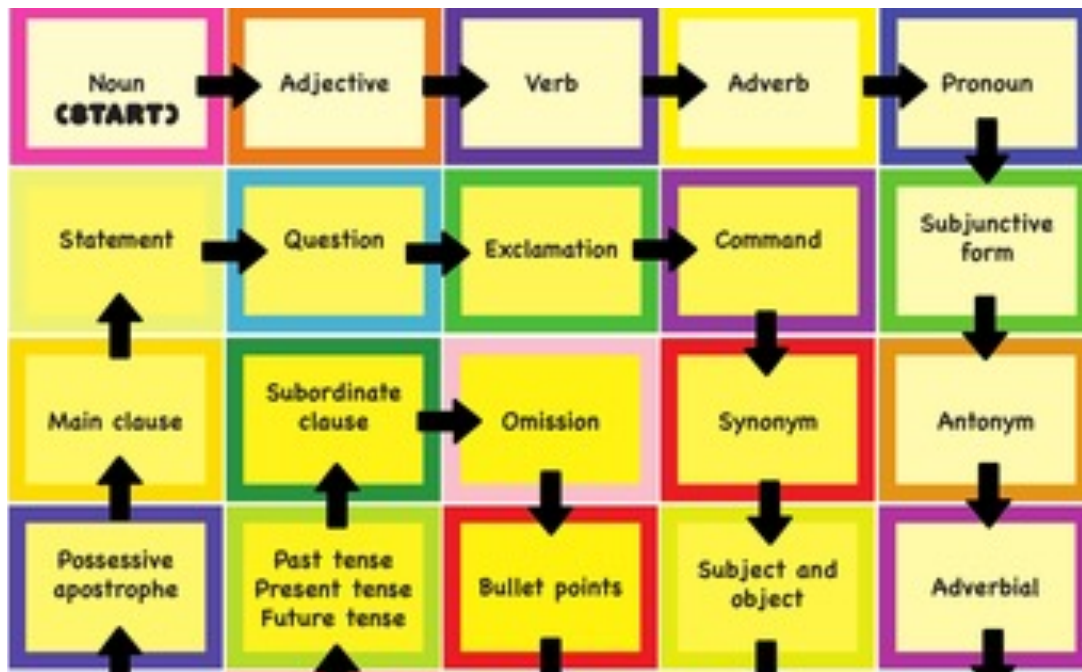 Noun
(START)
Adjective
Verb
Adverb
Pronoun
Statement
Question
Exclamation
Command
Subjunctive
form
Main clause
Subordinate
clause
Omission
Synonym
Antonym
Possessive
apostrophe
Past tense
Present tense
Future tense
Bullet points
Subject and
object
Adverbial